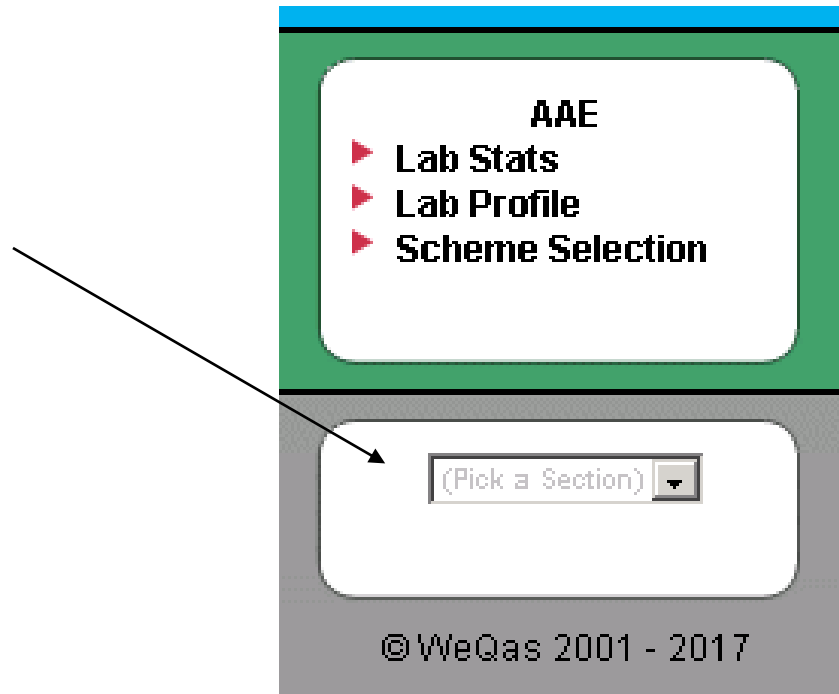 AAE
Lab Stats
Lab Profile
Scheme Selection
(Pick a Section)
© WeQas 2001 - 2017